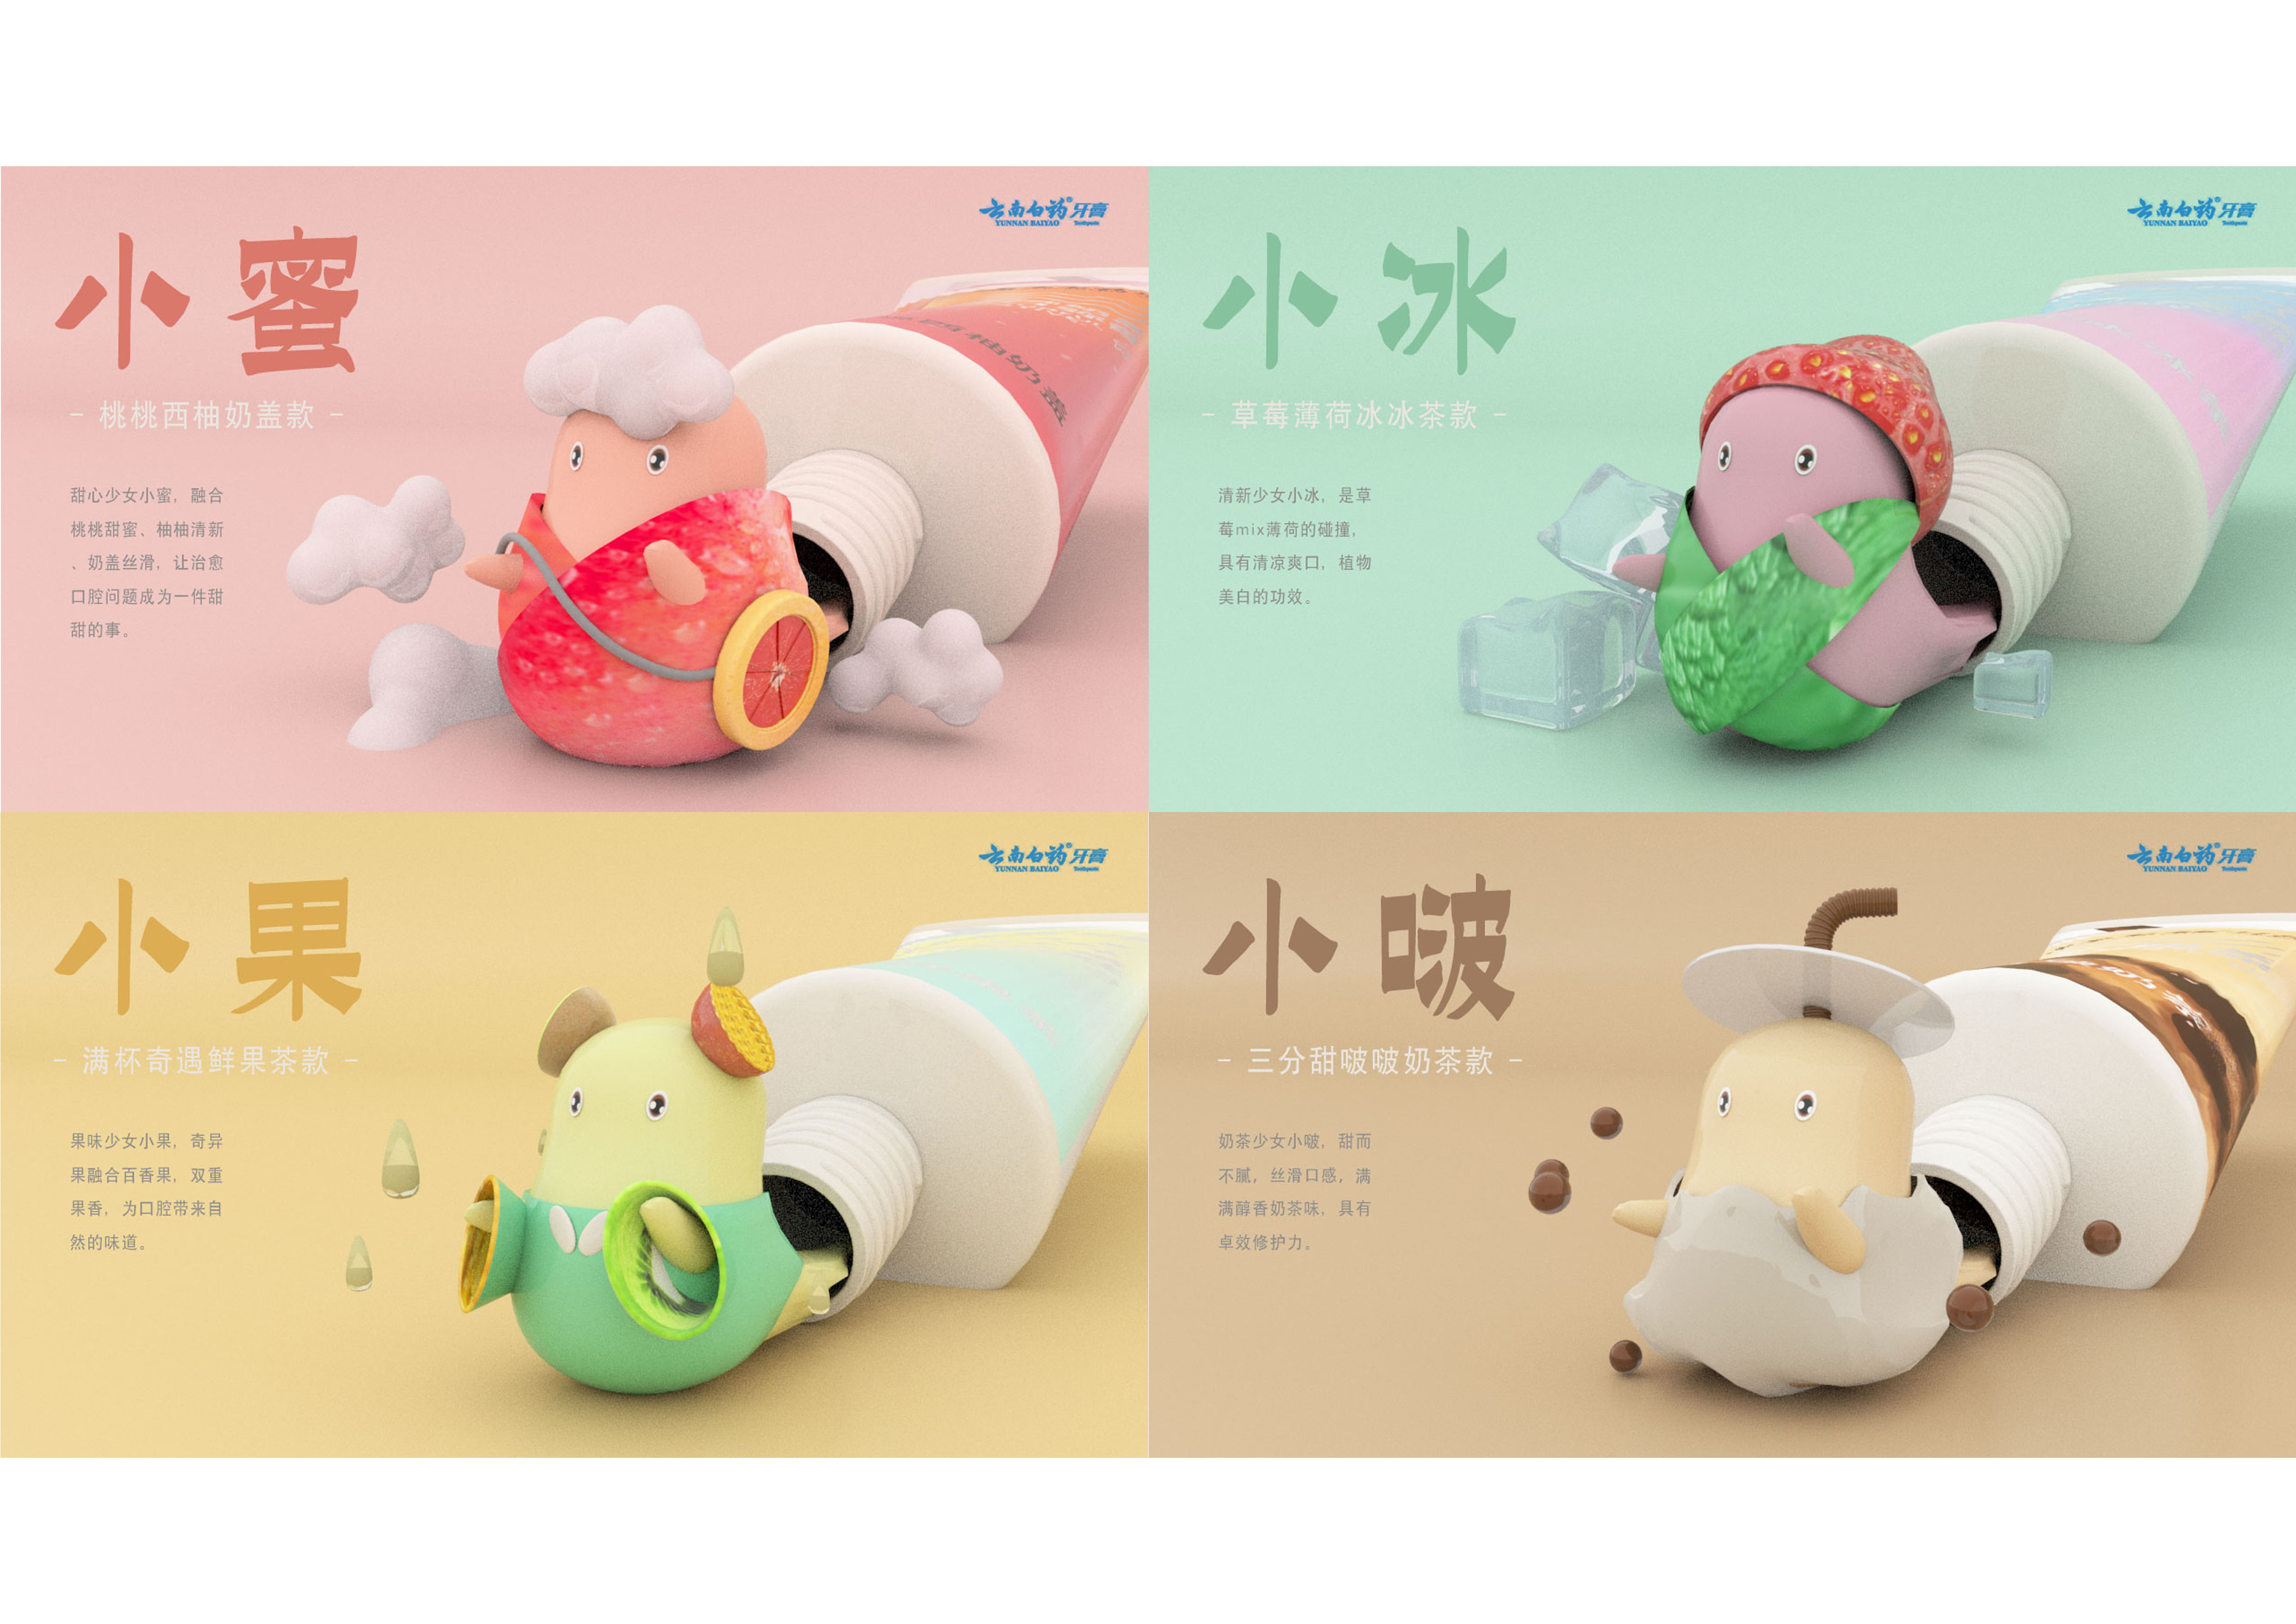 云南白药®牙膏
YUNNAN BAIYAO Toothpaste
小蜜
- 桃桃西柚奶盖款 -
甜心少女小蜜，融合
桃桃甜蜜、柚柚清新
、奶盖丝滑，让治愈
口腔问题成为一件甜
甜的事。
西柚奶盖
云南白药®牙膏
YUNNAN BAIYAO Toothpaste
小冰
- 草莓薄荷冰冰茶款 -
清新少女小冰，是草
莓mix薄荷的碰撞，
具有清凉爽口，植物
美白的功效。
云南白药®牙膏
YUNNAN BAIYAO Toothpaste
小果
- 满杯奇遇鲜果茶款 -
果味少女小果，奇异
果融合百香果，双重
果香，为口腔带来自
然的味道。
云南白药®牙膏
YUNNAN BAIYAO Toothpaste
小啵
- 三分甜啵啵奶茶款 -
奶茶少女小啵，甜而
不腻，丝滑口感，满
满醇香奶茶味，具有
卓效修护力。